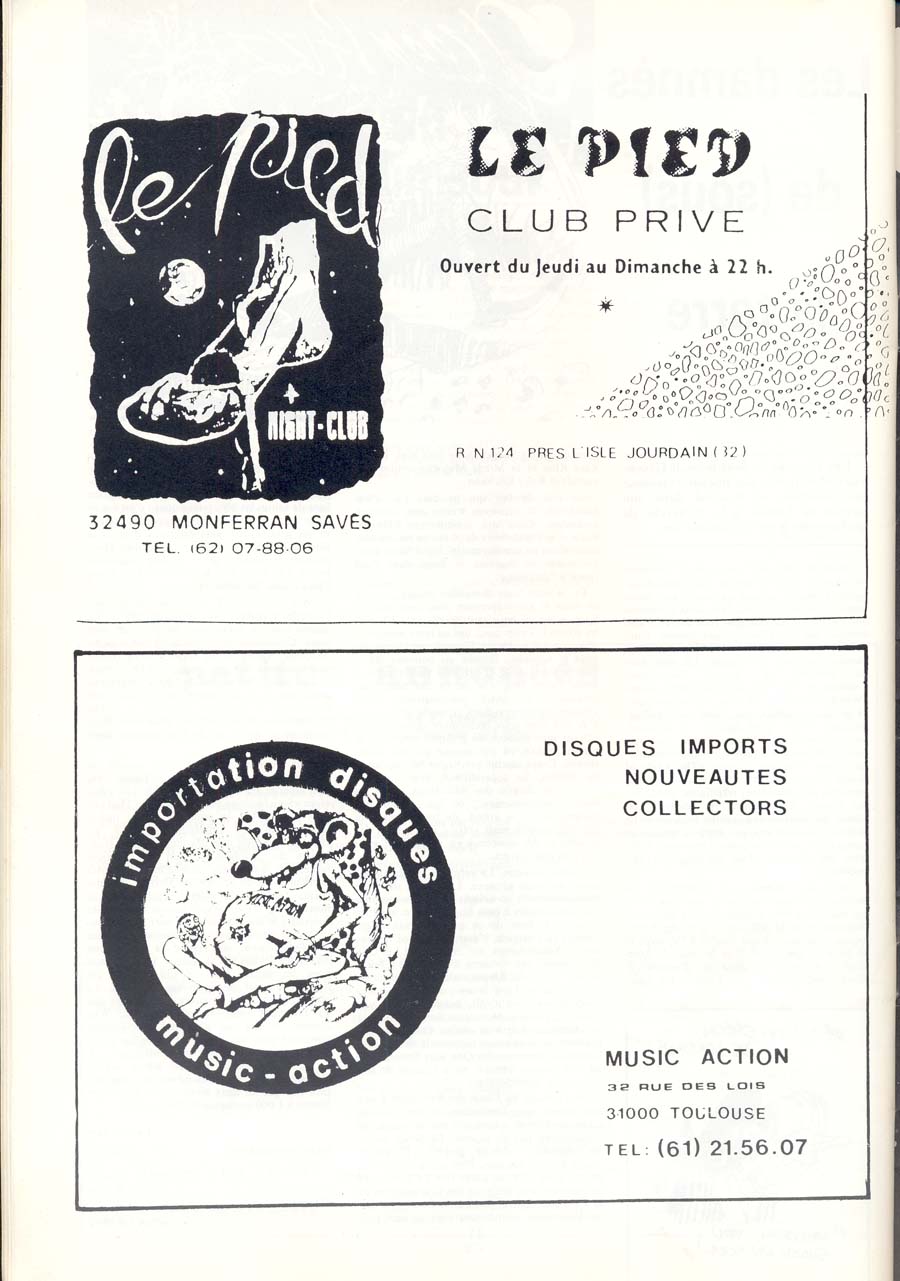 le pied
NIGHT-CLUB
32490 MONFERRAN SAVÈS
TEL. (62) 07-88-06
LE PIED
CLUB PRIVE
Ouvert du Jeudi au Dimanche à 22 h.
R N 124 PRES L'ISLE JOURDAIN (32)
importation disques
music-action
DISQUES IMPORTS
NOUVEAUTES
COLLECTORS
MUSIC ACTION
32 RUE DES LOIS
31000 TOULOUSE
TEL: (61) 21.56.07